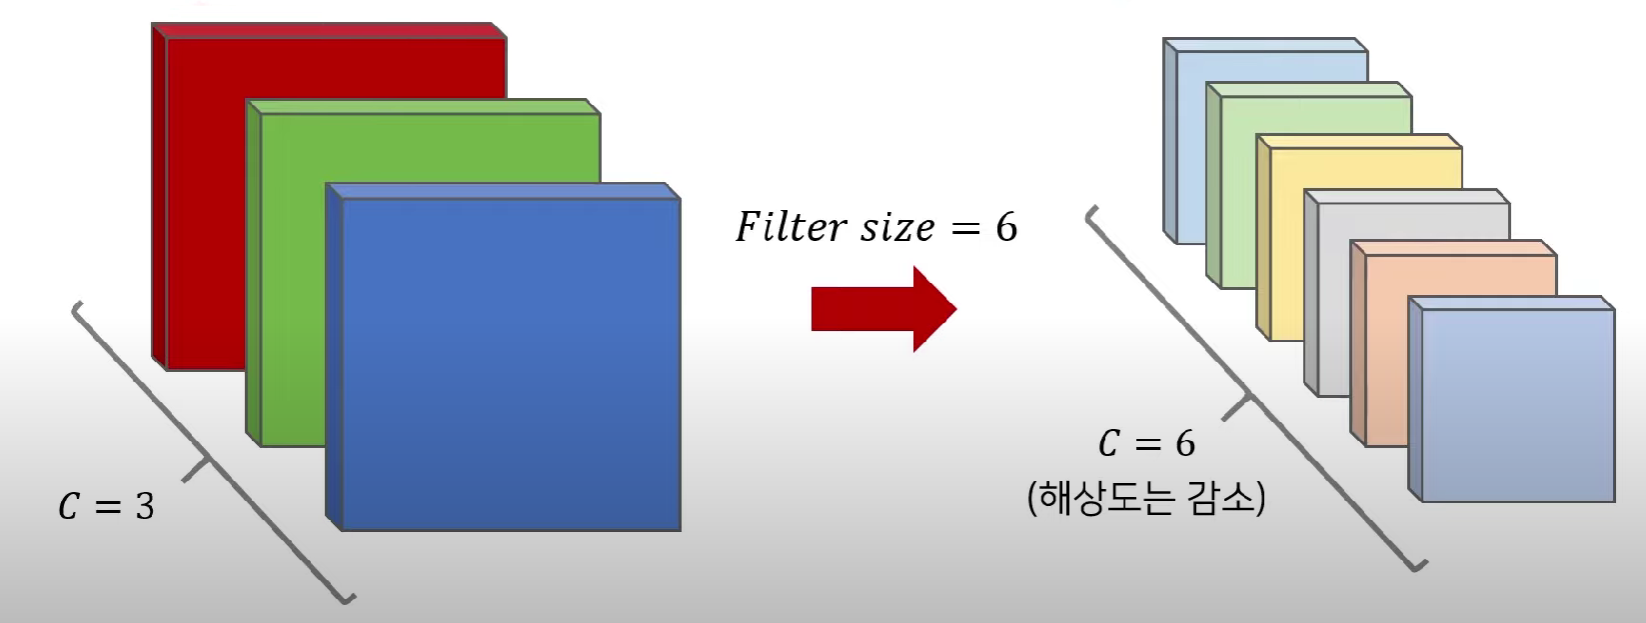 Filter size = 6
C = 3
C = 6
(해상도는 감소)